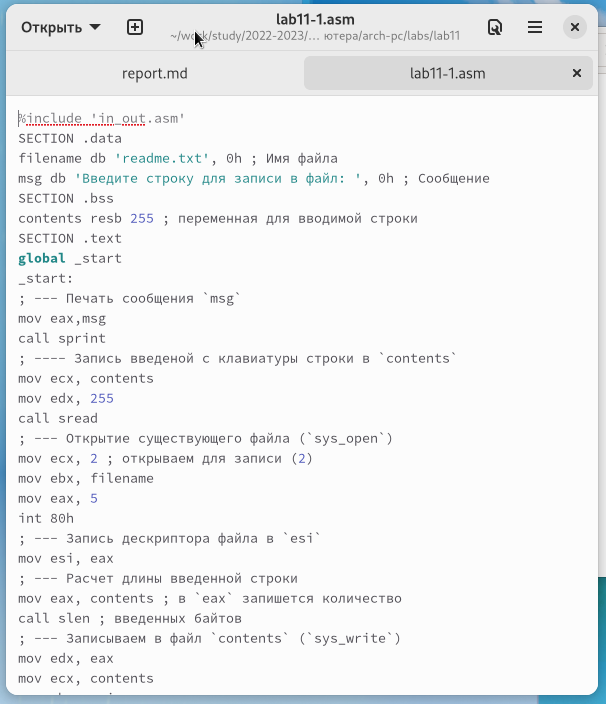 Открыть
lab11-1.asm
~/work/study/2022-2023/... ютера/arch-pc/labs/lab11
report.md
lab11-1.asm
%include 'in_out.asm'
SECTION .data
filename db 'readme.txt', 0h ; Имя файла
msg db 'Введите строку для записи в файл: ', 0h ; Сообщение
SECTION .bss
contents resb 255 ; переменная для вводимой строки
SECTION .text
global _start
_start:
; --- Печать сообщения `msg`
mov eax,msg
call sprint
; ---- Запись введеной с клавиатуры строки в `contents`
mov ecx, contents
mov edx, 255
call sread
; --- Открытие существующего файла (`sys_open`)
mov ecx, 2 ; открываем для записи (2)
mov ebx, filename
mov eax, 5
int 80h
; --- Запись дескриптора файла в `esi`
mov esi, eax
; --- Расчет длины введенной строки
mov eax, contents ; в `eax` запишется количество
call slen ; введенных байтов
; --- Записываем в файл `contents` (`sys_write`)
mov edx, eax
mov ecx, contents